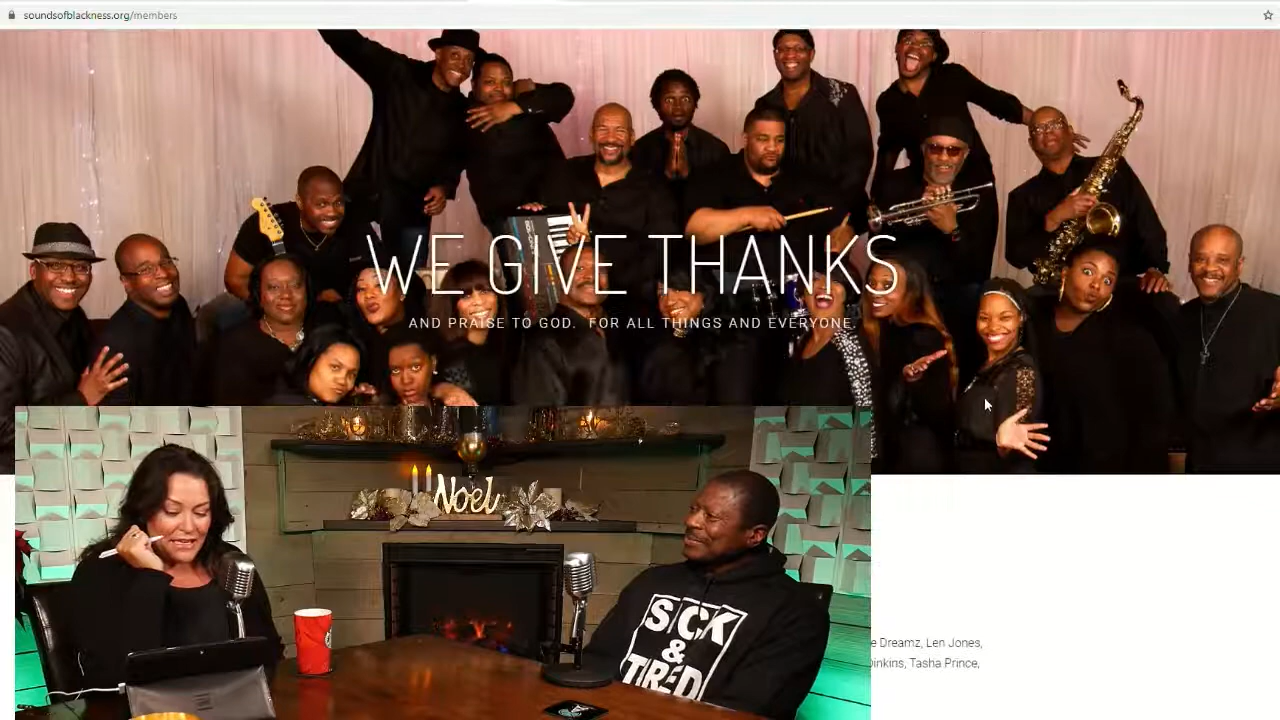 soundsofblackness.org/members
WE GIVE THANKS
AND PRAISE TO GOD. FOR ALL THINGS AND EVERYONE.
Noel
SICK
&
TIRED
e Dreamz, Len Jones,
Dinkins, Tasha Prince,